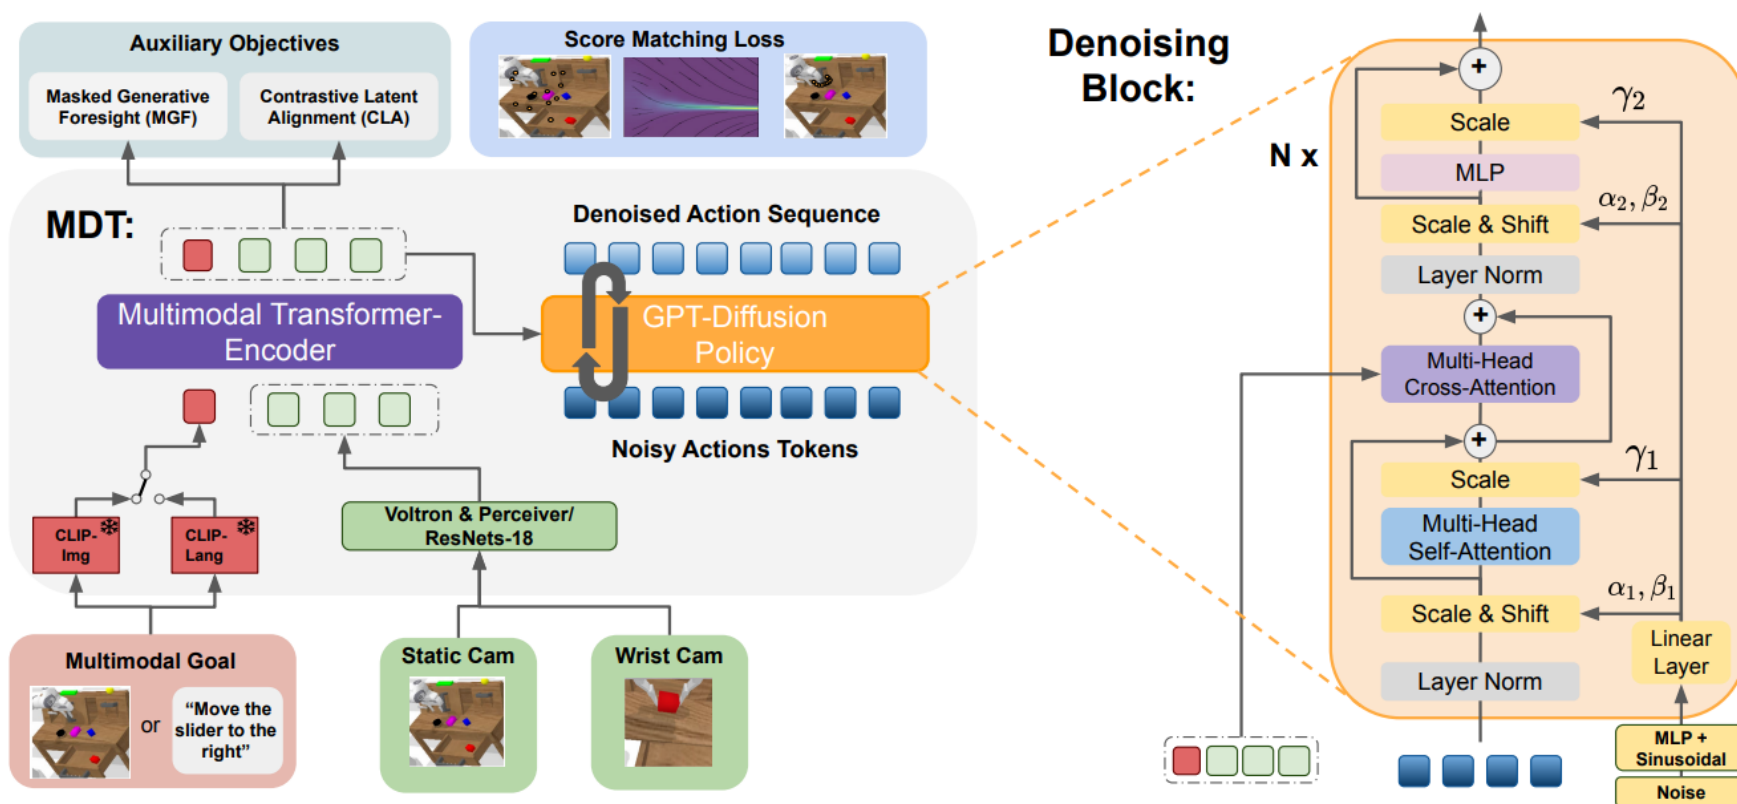 Auxiliary Objectives
Masked Generative
Foresight (MGF)
Contrastive Latent
Alignment (CLA)
Score Matching Loss
MDT:
Denoised Action Sequence
Multimodal Transformer-
Encoder
GPT-Diffusion
Policy
Noisy Actions Tokens
CLIP-
Img
CLIP-
Lang
Voltron & Perceiver/
ResNets-18
Multimodal Goal
or
“Move the
slider to the
right”
Static Cam
Wrist Cam
Denoising
Block:
N x
+
γ2
Scale
MLP
α2, β2
Scale & Shift
Layer Norm
+
Multi-Head
Cross-Attention
+
γ1
Scale
Multi-Head
Self-Attention
α1, β1
Scale & Shift
Linear
Layer
Layer Norm
MLP +
Sinusoidal
Noise